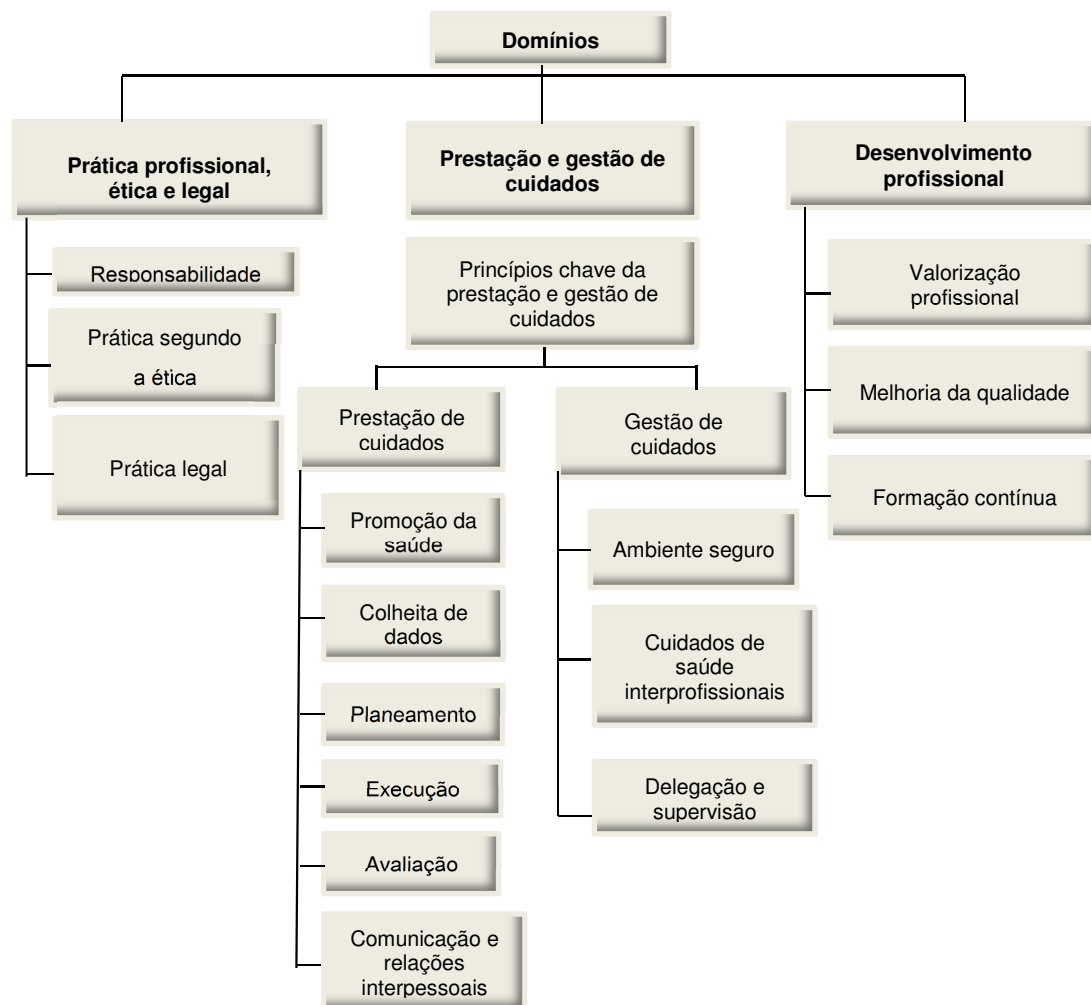 Domínios
Prática profissional,
ética e legal
Responsabilidade
Prática segundo
a ética
Prática legal
Prestação e gestão de
cuidados
Princípios chave da
prestação e gestão de
cuidados
Prestação de
cuidados
Promoção da
saúde
Colheita de
dados
Planeamento
Execução
Avaliação
Comunicação e
relações
interpessoais
Gestão de
cuidados
Ambiente seguro
Cuidados de
saúde
interprofissionais
Delegação e
supervisão
Desenvolvimento
profissional
Valorização
profissional
Melhoria da qualidade
Formação contínua